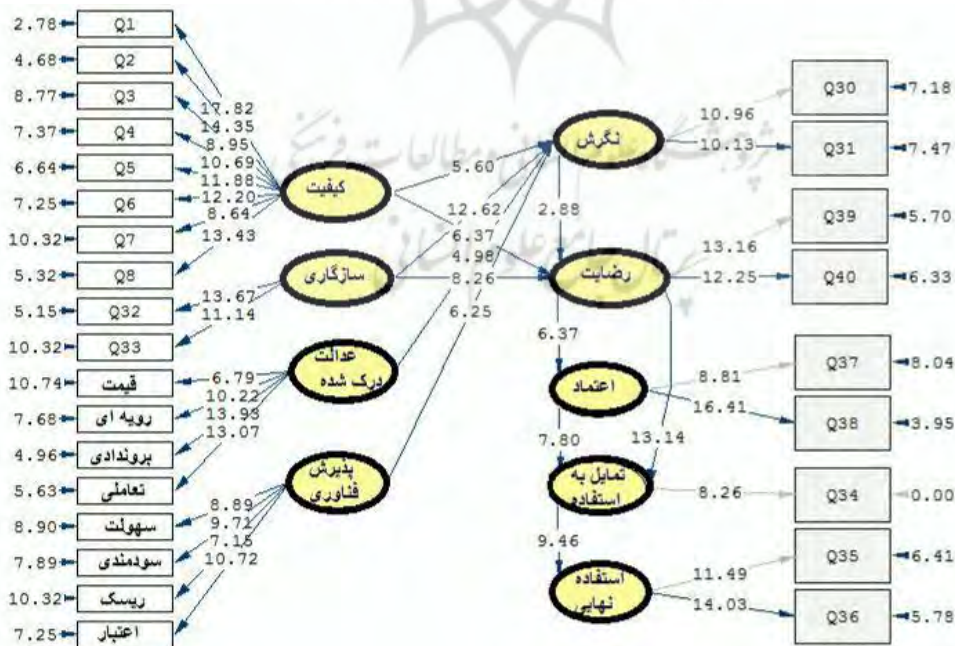 2.78 Q1
4.68 Q2
8.77 Q3
7.37 Q4
6.64 Q5
7.25 Q6
10.32 Q7
5.32 Q8
5.15 Q32
10.32 Q33
10.74 قیمت
7.68 رویه ای
4.96 بروندادی
5.63 تعاملی
8.90 سهولت
7.89 سودمندی
10.32 ریسک
7.25 اعتبار
17.82
14.35
8.95
10.69
11.88
12.20
8.64
13.43
13.67
11.14
6.79
10.22
13.93
13.07
8.89
9.71
7.15
10.72
کیفیت
سازگاری
عدالت
درک شده
پذیرش
فناوری
5.60
12.62
6.37
4.98
8.26
6.25
نگرش
2.88
رضایت
6.37
اعتماد
7.80
13.14
تمایل به
استفاده
9.46
استفاده
نهایی
10.96
10.13
13.16
12.25
8.81
16.41
8.26
11.49
14.03
Q30 7.18
Q31 7.47
Q39 5.70
Q40 6.33
Q37 8.04
Q38 3.95
Q34 0.00
Q35 6.41
Q36 5.78
پژوهشگاه علوم انسانی و مطالعات فرهنگی
پرتال جامع علوم انسانی